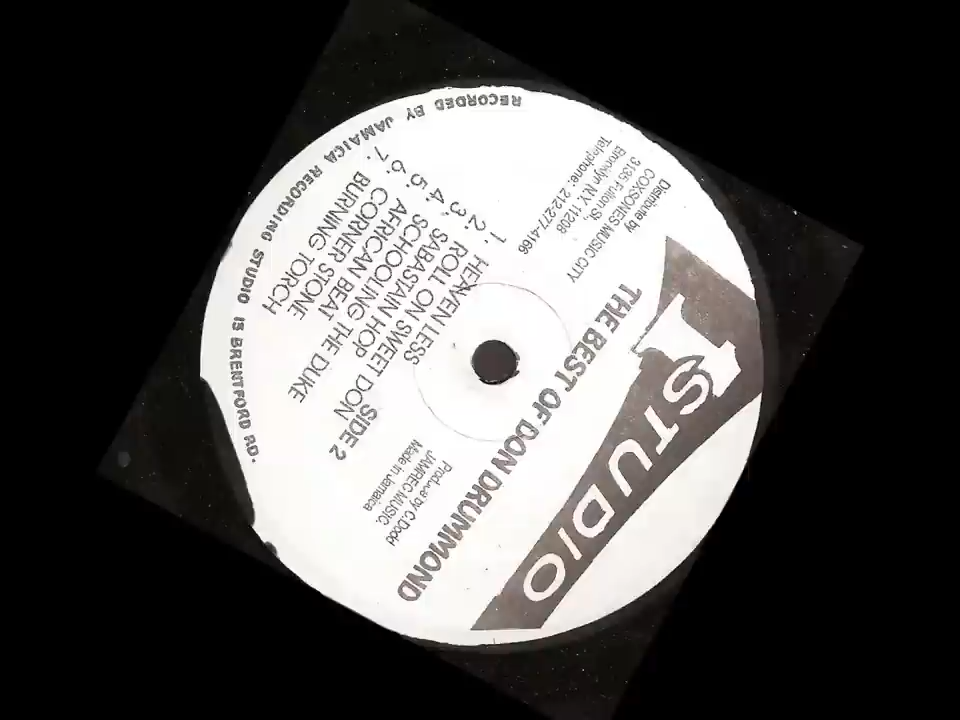 STUDIO 1
THE BEST OF DON DRUMMOND
Distribute by
COXSONES MUSIC CITY
3135 Fulton St.,
Brooklyn N.Y. 11208
Telephone: 212-277-4166
Produce by C. Dodd
JAMREC MUSIC.
Made in Jamaica
SIDE 2
1. HEAVEN LESS
2. ROLL ON SWEET DON
3. SABASTAIN HOP
4. SCHOOLING THE DUKE
5. AFRICAN BEAT
6. CORNER STONE
7. BURNING TORCH
RECORDED BY JAMAICA RECORDING STUDIO 13 BRENTFORD RD.